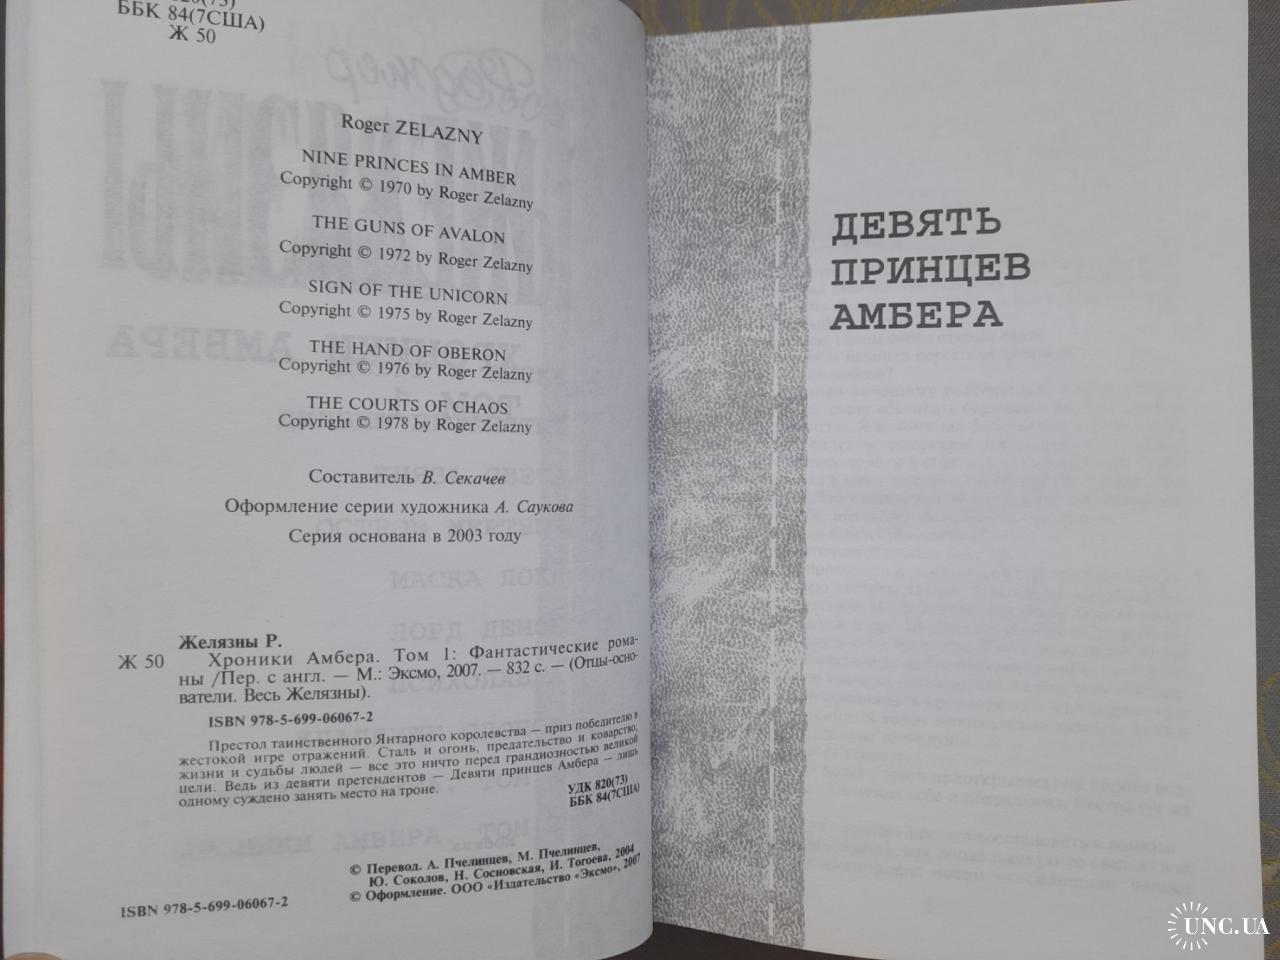 ББК 84(7США)
Ж 50
Roger ZELAZNY
NINE PRINCES IN AMBER
Copyright © 1970 by Roger Zelazny
THE GUNS OF AVALON
Copyright © 1972 by Roger Zelazny
SIGN OF THE UNICORN
Copyright © 1975 by Roger Zelazny
THE HAND OF OBERON
Copyright © 1976 by Roger Zelazny
THE COURTS OF CHAOS
Copyright © 1978 by Roger Zelazny
Составитель В. Секачев
Оформление серии художника А. Саукова
Серия основана в 2003 году
Желязны Р.
Ж 50 Хроники Амбера. Том 1: Фантастические рома-
ны /Пер. с англ. — М.: Эксмо, 2007. — 832 с. — (Отцы-осно-
ватели. Весь Желязны).
ISBN 978-5-699-06067-2
Престол таинственного Янтарного королевства — приз победителю в
жестокой игре отражений. Сталь и огонь, предательство и коварство,
жизни и судьбы людей — все это ничто перед грандиозностью великой
цели. Ведь из девяти претендентов — Девяти принцев Амбера — лишь
одному суждено занять место на троне.
УДК 820(73)
ББК 84(7США)
© Перевод. А. Пчелинцев, М. Пчелинцев,
Ю. Соколов, Н. Сосновская, И. Тогоева, 2004
© Оформление. ООО «Издательство «Эксмо», 2007
ISBN 978-5-699-06067-2
ДЕВЯТЬ
ПРИНЦЕВ
АМБЕРА
UNC.UA